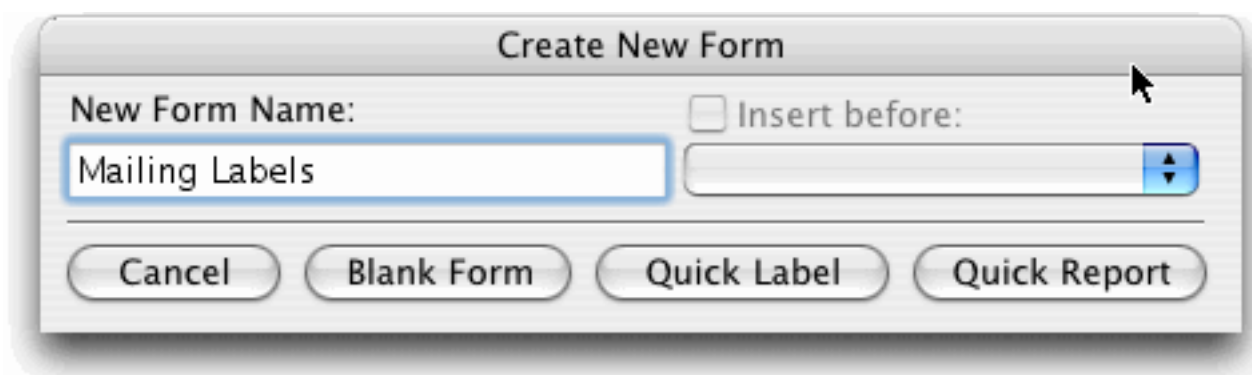 Create New Form
New Form Name:
Insert before:
Mailing Labels
Cancel
Blank Form
Quick Label
Quick Report